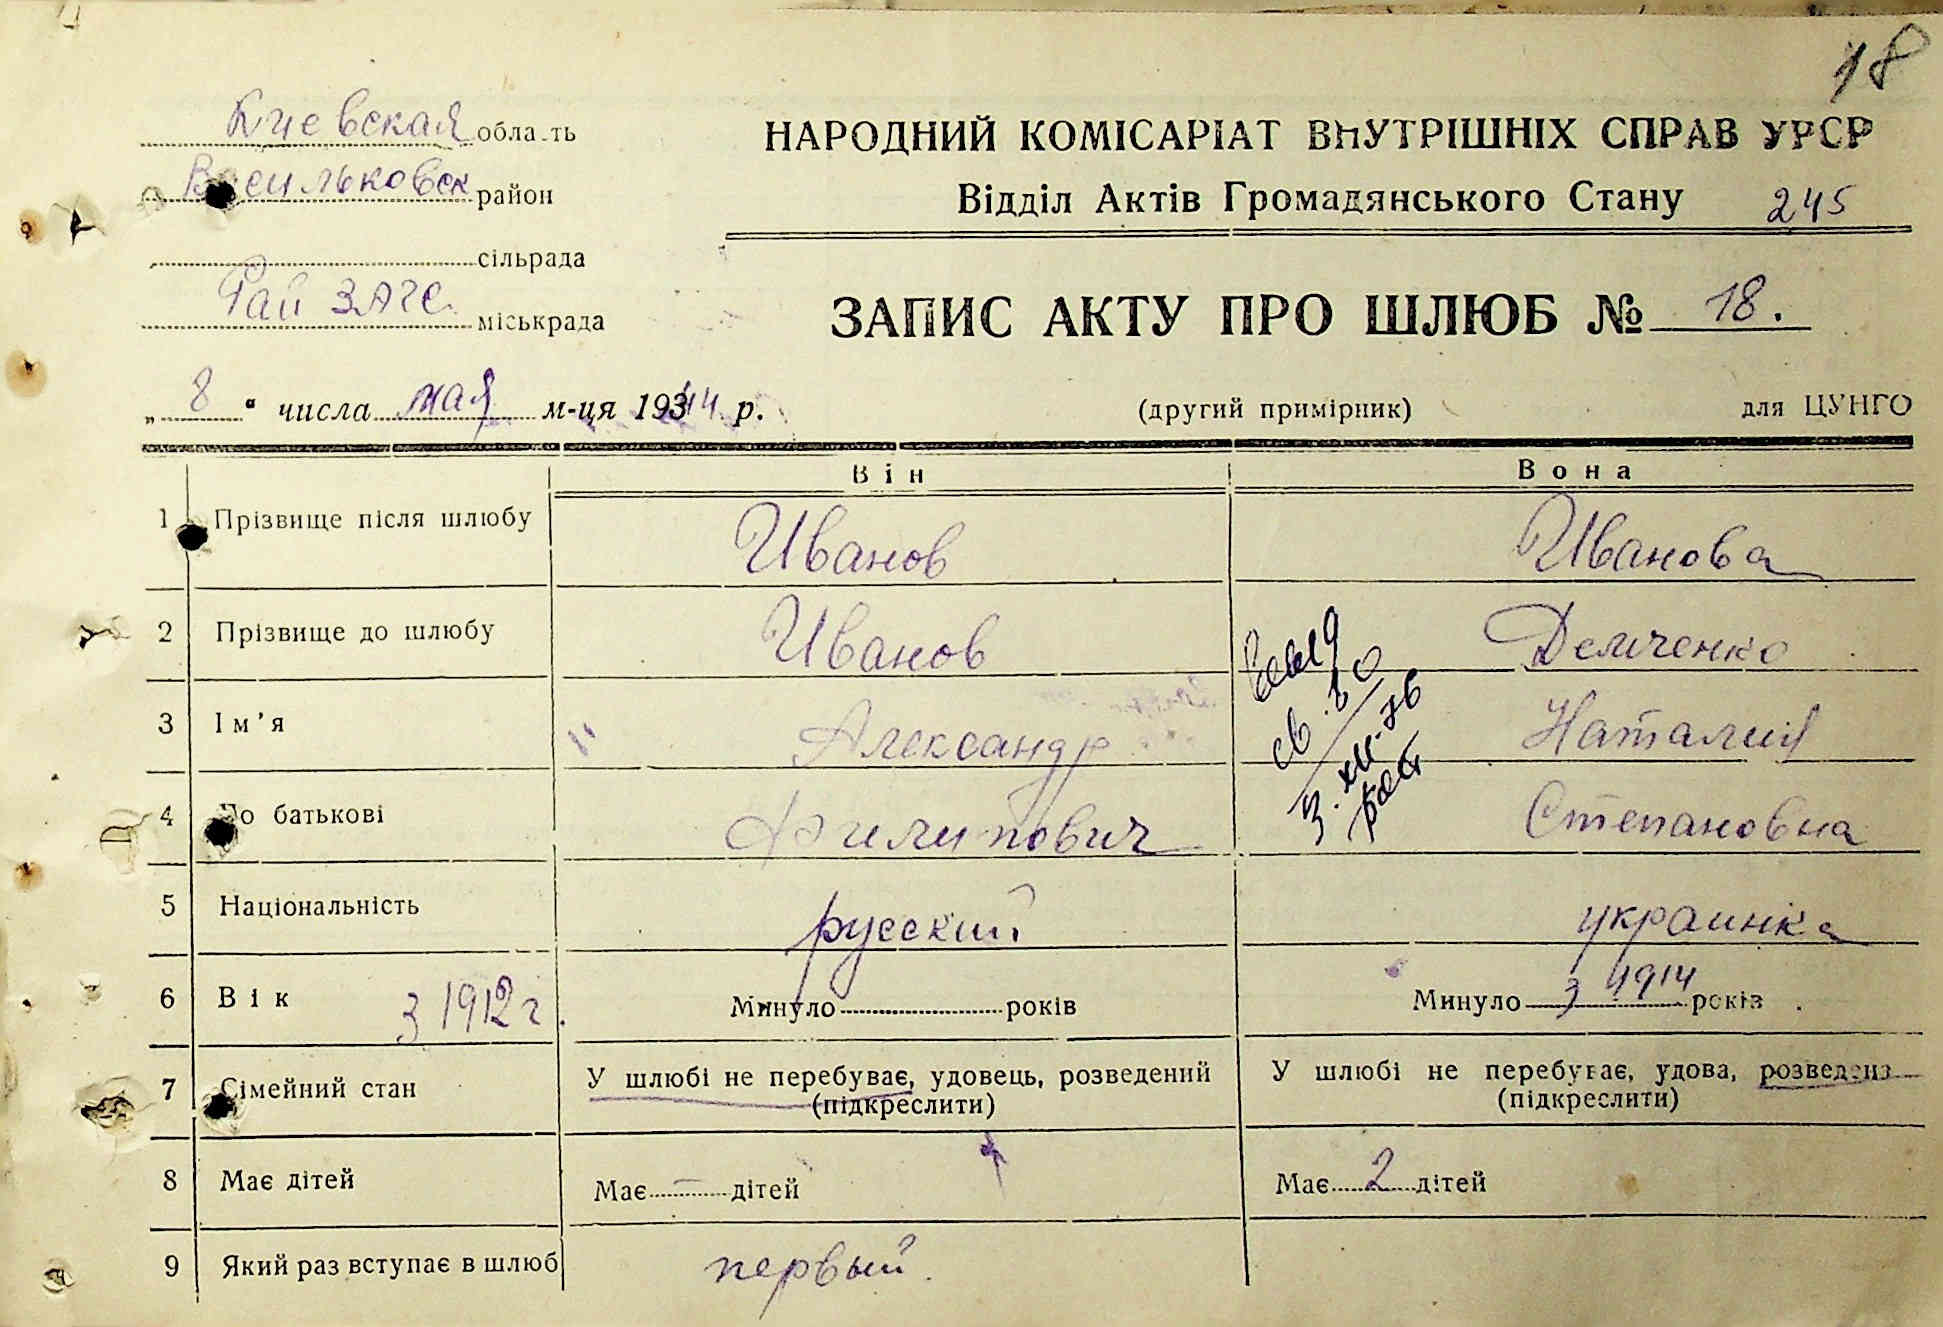 18
Киевская область
Васильковск район
сільрада
Рай ЗАГС міськрада
НАРОДНИЙ КОМІСАРІАТ ВНУТРІШНІХ СПРАВ УРСР
Відділ Актів Громадянського Стану 245
ЗАПИС АКТУ ПРО ШЛЮБ № 18.
„ 8 " числа мая м-ця 1944 р. (другий примірник) для ЦУНГО
Він Вона
1 Прізвище після шлюбу Иванов Иванова
2 Прізвище до шлюбу Иванов Демченко
3 Ім'я Александр Наталия
4 По батькові Филипович Степановна
св. 80
3.XII-76
5 Національність русский украинка
6 Вік З 1912 г. Минуло років Минуло З 1914 років
7 Сімейний стан У шлюбі не перебуває, удовець, розведений У шлюбі не перебуває, удова, розведена
(підкреслити) (підкреслити)
8 Має дітей Має — дітей Має 2 дітей
9 Який раз вступає в шлюб первый.